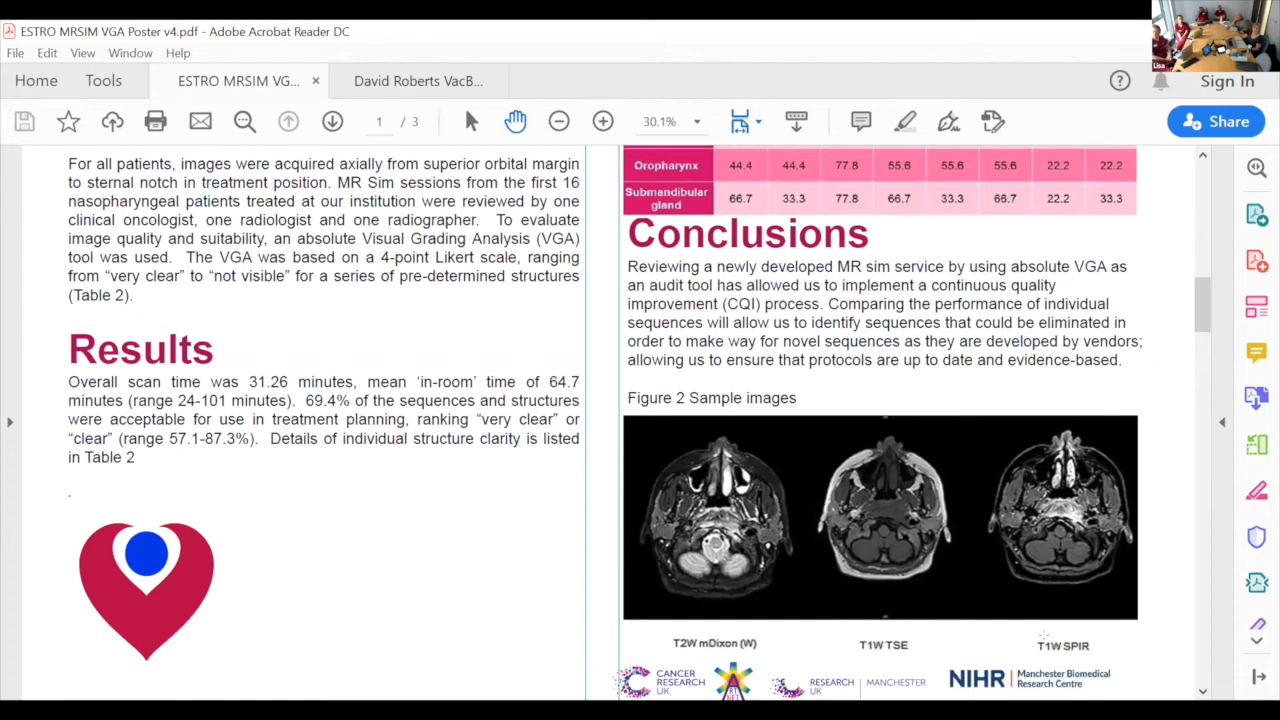 ESTRO MRSIM VGA Poster v4.pdf - Adobe Acrobat Reader DC
File Edit View Window Help
Home Tools ESTRO MRSIM VG... × David Roberts VacB... Sign In
1 / 3 30.1% Share
For all patients, images were acquired axially from superior orbital margin
to sternal notch in treatment position. MR Sim sessions from the first 16
nasopharyngeal patients treated at our institution were reviewed by one
clinical oncologist, one radiologist and one radiographer. To evaluate
image quality and suitability, an absolute Visual Grading Analysis (VGA)
tool was used. The VGA was based on a 4-point Likert scale, ranging
from “very clear” to “not visible” for a series of pre-determined structures
(Table 2).
Results
Overall scan time was 31.26 minutes, mean ‘in-room’ time of 64.7
minutes (range 24-101 minutes). 69.4% of the sequences and structures
were acceptable for use in treatment planning, ranking “very clear” or
“clear” (range 57.1-87.3%). Details of individual structure clarity is listed
in Table 2
.
Oropharynx 44.4 44.4 77.8 55.6 55.6 55.6 22.2 22.2
Submandibular
gland 66.7 33.3 77.8 66.7 33.3 66.7 22.2 33.3
Conclusions
Reviewing a newly developed MR sim service by using absolute VGA as
an audit tool has allowed us to implement a continuous quality
improvement (CQI) process. Comparing the performance of individual
sequences will allow us to identify sequences that could be eliminated in
order to make way for novel sequences as they are developed by vendors;
allowing us to ensure that protocols are up to date and evidence-based.
Figure 2 Sample images
T2W mDixon (W) T1W TSE T1W SPIR
CANCER
RESEARCH
UK
ART
NET
RESEARCH
UK
MANCHESTER
NIHR
Manchester Biomedical
Research Centre
Lisa